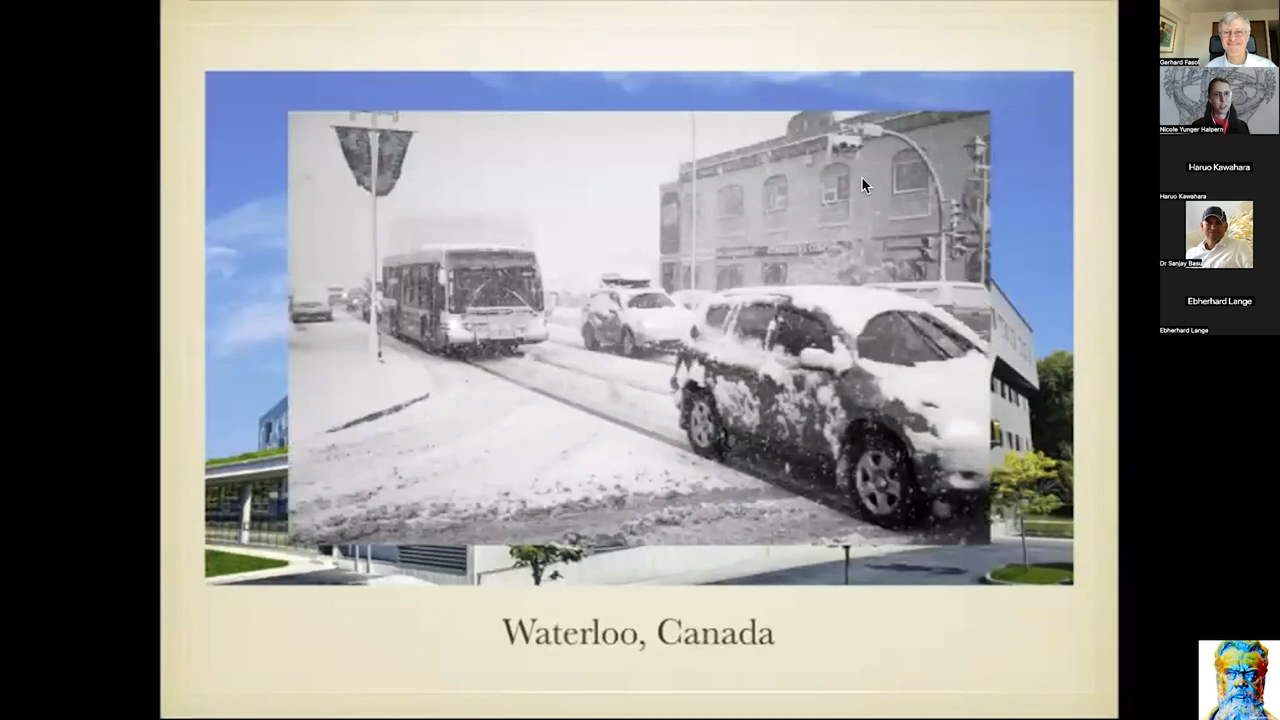 Waterloo, Canada
Gerhard Fasol
Nicole Yunger Halpern
Haruo Kawahara
Haruo Kawahara
Dr Sanjay Basu
Ebherhard Lange
Ebherhard Lange